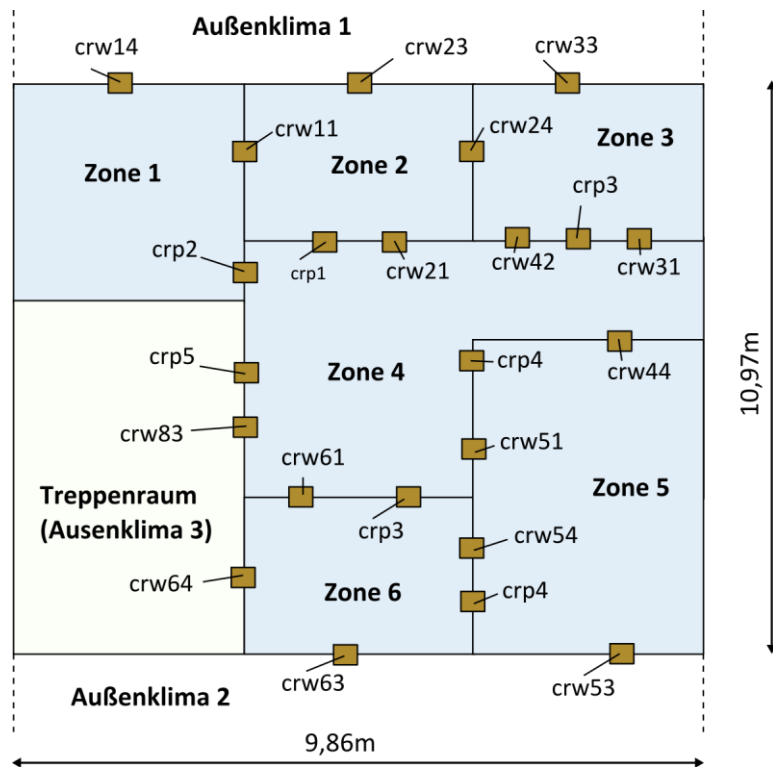 Außenklima 1
crw14
crw23
crw33
crw11
crw24
Zone 3
Zone 1
Zone 2
crp3
crp2
crp1
crw21
crw42
crw31
crp5
Zone 4
crp4
crw44
crw83
crw61
crw51
10,97m
Treppenraum
(Ausenklima 3)
crp3
Zone 5
crw54
crw64
Zone 6
crp4
crw63
crw53
Außenklima 2
9,86m